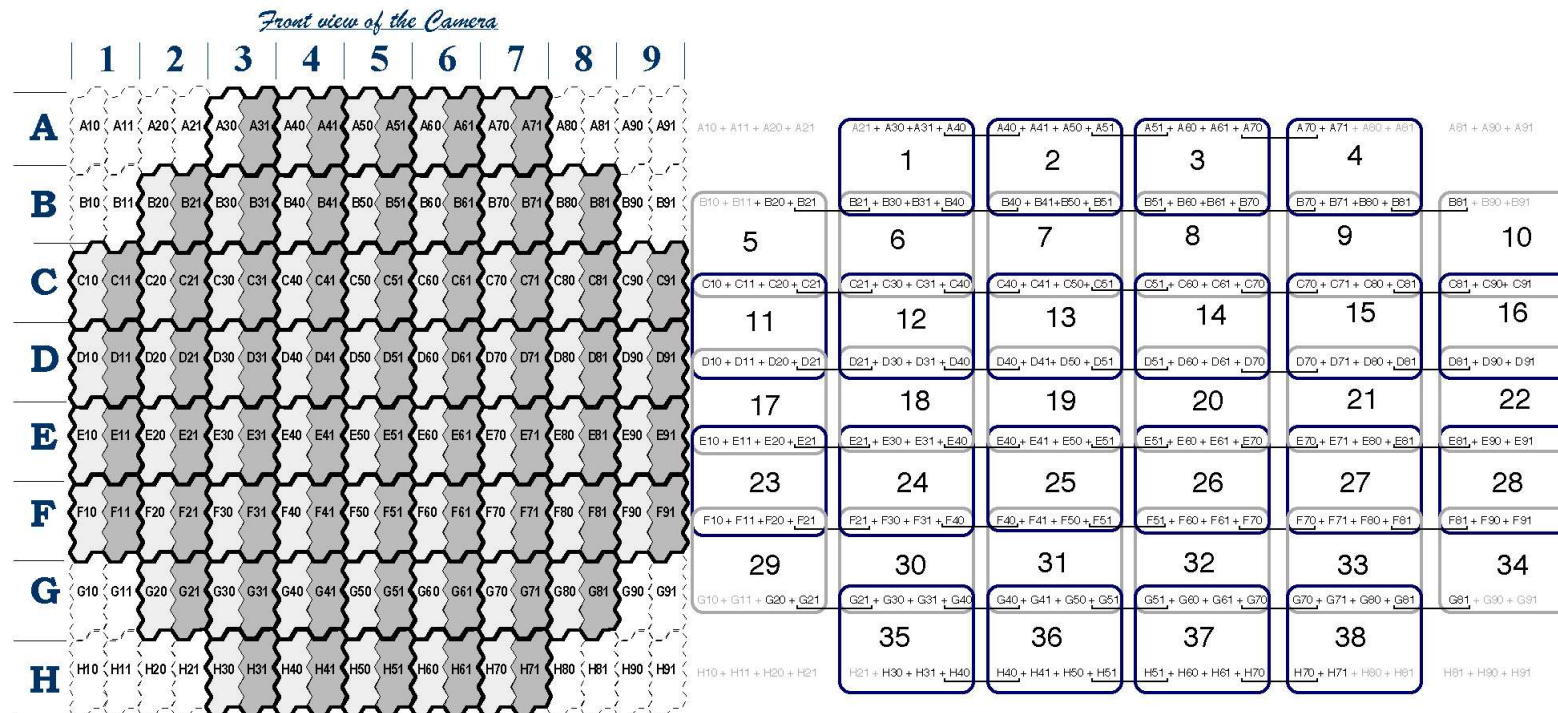 Front view of the Camera
1 2 3 4 5 6 7 8 9
A A10 A11 A20 A21 A30 A31 A40 A41 A50 A51 A60 A61 A70 A71 A80 A81 A90 A91
A10 + A11 + A20 + A21 A21 + A30 +A31 + A40 A40 + A41 + A50 + A51 A51 + A60 + A61 + A70 A70 + A71 + A80 + A81 A81 + A90 + A91
1 2 3 4
B B10 B11 B20 B21 B30 B31 B40 B41 B50 B51 B60 B61 B70 B71 B80 B81 B90 B91
B10 + B11 + B20 + B21 B21 + B30 +B31 + B40 B40 + B41+B50 + B51 B51 + B60 +B61 + B70 B70 + B71 +B80 + B81 B81 + B90 +B91
5 6 7 8 9 10
C C10 C11 C20 C21 C30 C31 C40 C41 C50 C51 C60 C61 C70 C71 C80 C81 C90 C91
C10 + C11 + C20 + C21 C21 + C30 + C31 + C40 C40 + C41 + C50+ C51 C51 + C60 + C61 + C70 C70 + C71 + C80 + C81 C81 + C90+ C91
11 12 13 14 15 16
D D10 D11 D20 D21 D30 D31 D40 D41 D50 D51 D60 D61 D70 D71 D80 D81 D90 D91
D10 + D11 + D20 + D21 D21 + D30 + D31 + D40 D40 + D41+ D50 + D51 D51 + D60 + D61 + D70 D70 + D71 + D80 + D81 D81 + D90 + D91
17 18 19 20 21 22
E E10 E11 E20 E21 E30 E31 E40 E41 E50 E51 E60 E61 E70 E71 E80 E81 E90 E91
E10 + E11 + E20 + E21 E21 + E30 + E31 + E40 E40 + E41 + E50 + E51 E51 + E60 + E61 + E70 E70 + E71 + E80 + E81 E81 + E90 + E91
23 24 25 26 27 28
F F10 F11 F20 F21 F30 F31 F40 F41 F50 F51 F60 F61 F70 F71 F80 F81 F90 F91
F10 + F11 +F20 + F21 F21 + F30 + F31 + F40 F40 + F41 + F50 + F51 F51 + F60 + F61 + F70 F70 + F71 + F80 + F81 F81 + F90 + F91
29 30 31 32 33 34
G G10 G11 G20 G21 G30 G31 G40 G41 G50 G51 G60 G61 G70 G71 G80 G81 G90 G91
G10 + G11 + G20 + G21 G21 + G30 + G31 + G40 G40 + G41 + G50 + G51 G51 + G60 + G61 + G70 G70 + G71 + G80 + G81 G81 + G90 + G91
35 36 37 38
H H10 H11 H20 H21 H30 H31 H40 H41 H50 H51 H60 H61 H70 H71 H80 H81 H90 H91
H10 + H11 + H20 + H21 H21 + H30 + H31 + H40 H40 + H41 + H50 + H51 H51 + H60 + H61 + H70 H70 + H71 + H80 + H81 H81 + H90 + H91